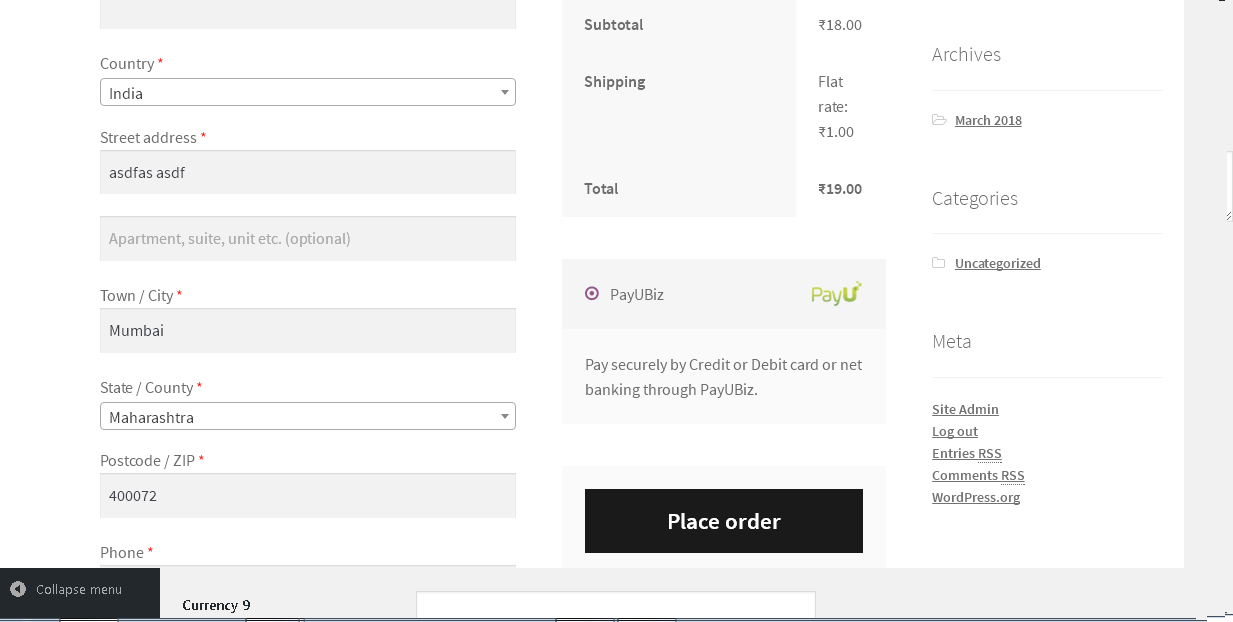 Country *
India
Street address *
asdfas asdf
Apartment, suite, unit etc. (optional)
Town / City *
Mumbai
State / County *
Maharashtra
Postcode / ZIP *
400072
Phone *
Subtotal ₹18.00
Shipping Flat
rate:
₹1.00
Total ₹19.00
PayUBiz PayU
Pay securely by Credit or Debit card or net
banking through PayUBiz.
Place order
Archives
March 2018
Categories
Uncategorized
Meta
Site Admin
Log out
Entries RSS
Comments RSS
WordPress.org
Collapse menu
Currency 9